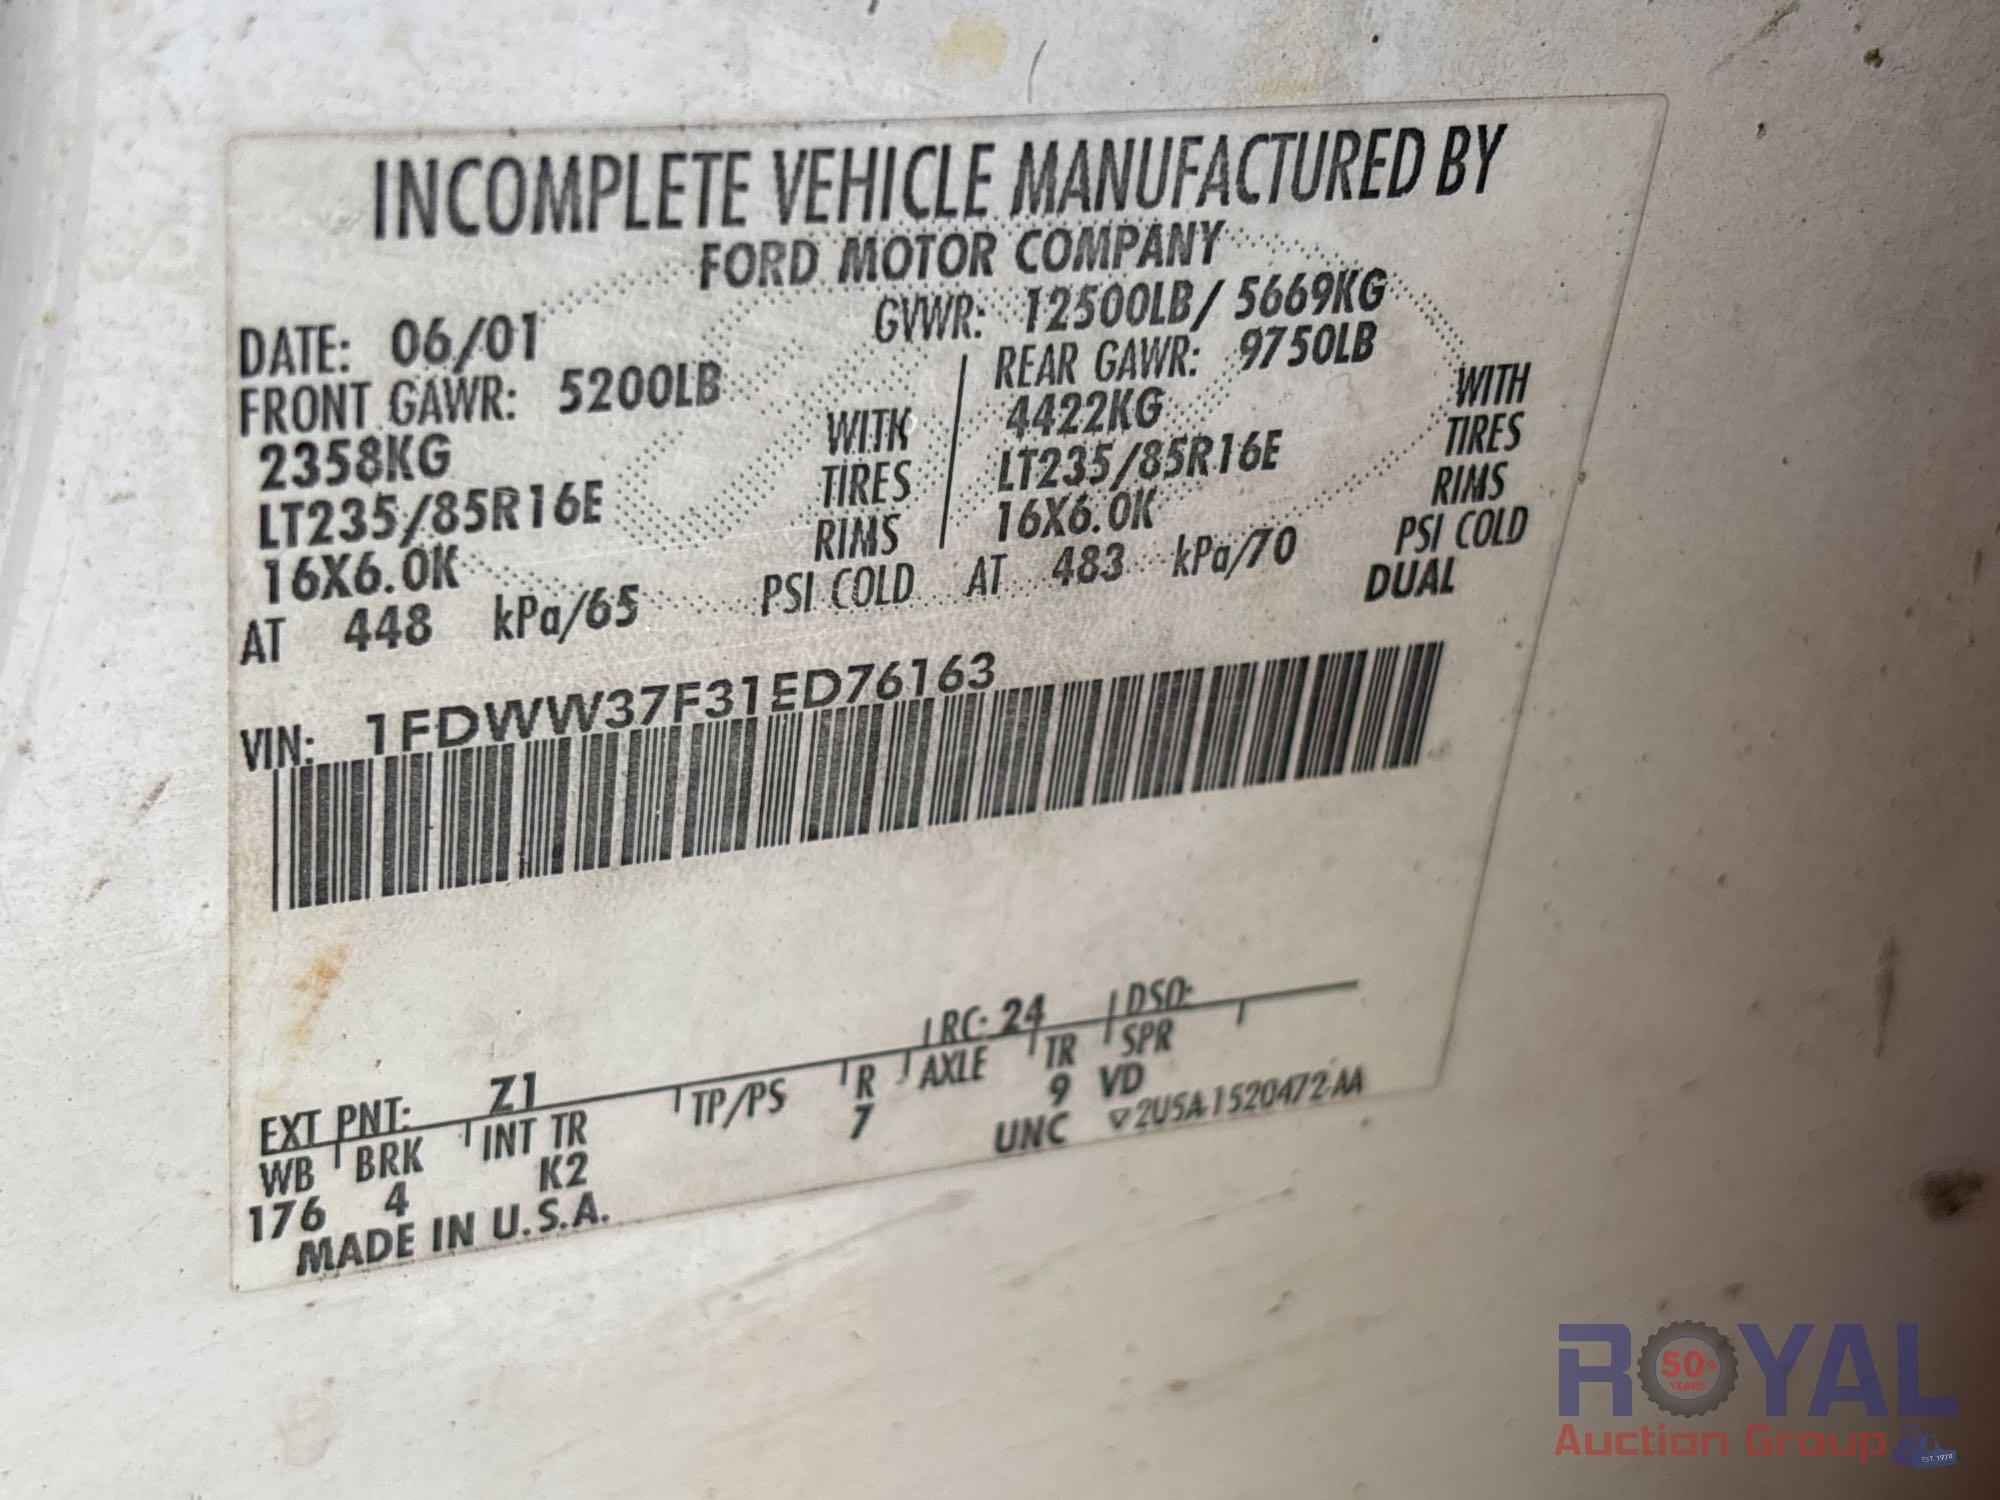 INCOMPLETE VEHICLE MANUFACTURED BY
FORD MOTOR COMPANY
DATE: 06/01 GVWR: 12500LB/ 5669KG
FRONT GAWR: 5200LB REAR GAWR: 9750LB
2358KG WITH 4422KG WITH
LT235/85R16E TIRES LT235/85R16E TIRES
16X6.0K RIMS 16X6.0K RIMS
AT 448 kPa/65 PSI COLD AT 483 kPa/70 PSI COLD
DUAL
VIN: 1FDWW37F31ED76163
EXT PNT: Z1 RC: 24 DSO:
WB BRK INT TR TP/PS R AXLE TR SPR
176 4 K2 7 9 VD
MADE IN U.S.A. UNC ▽2U5A-1520472-AA
ROYAL
50+
YEARS
Auction Group
EST. 1970